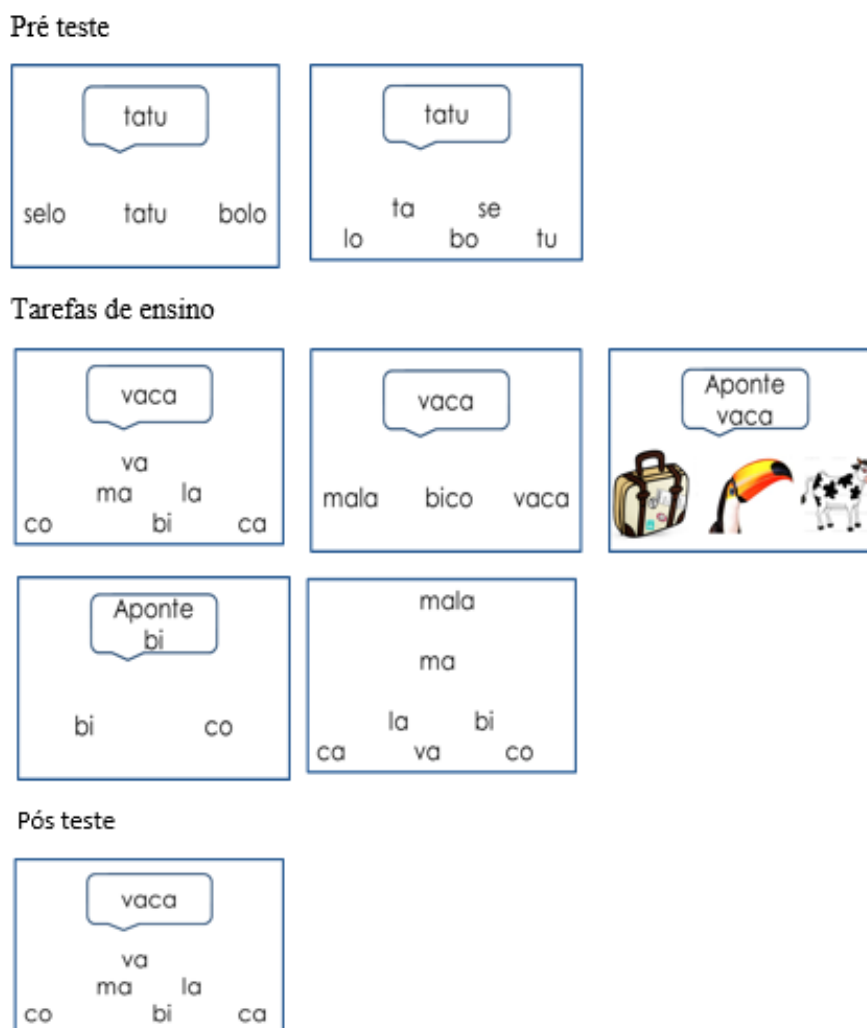 Pré teste
tatu
selo tatu bolo
tatu
ta se
lo bo tu
Tarefas de ensino
vaca
va
ma la
co bi ca
vaca
mala bico vaca
Aponte
vaca
Aponte
bi
bi co
mala
ma
la bi
ca va co
Pós teste
vaca
va
ma la
co bi ca